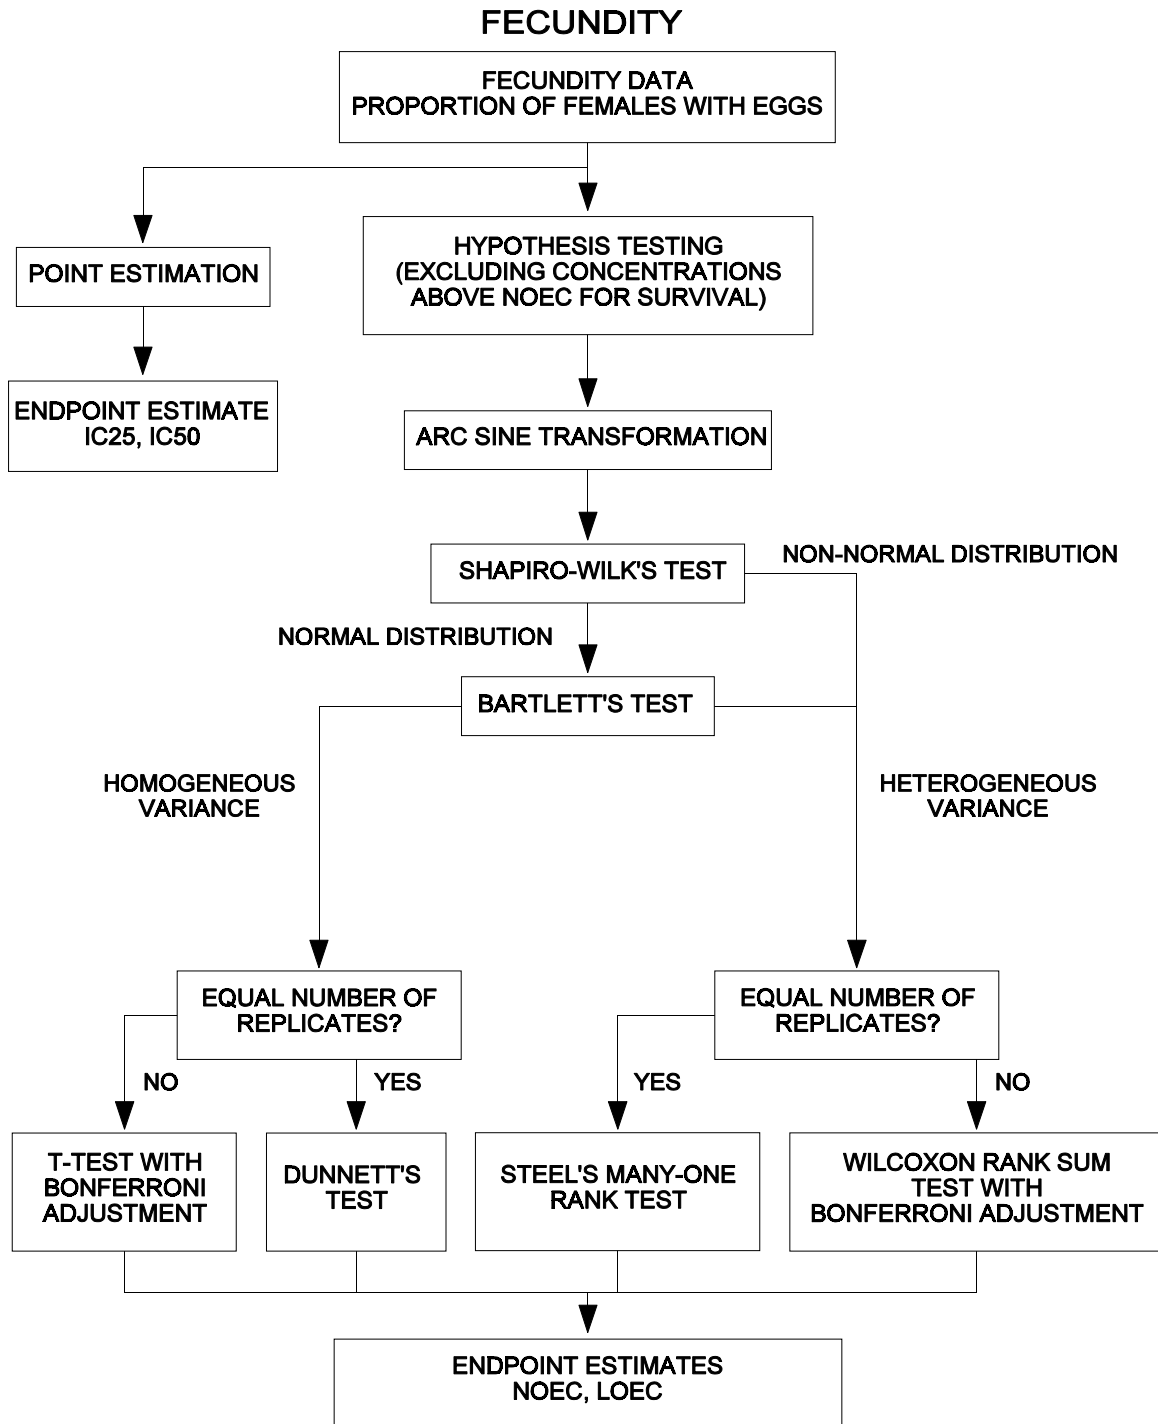 FECUNDITY
FECUNDITY DATA
PROPORTION OF FEMALES WITH EGGS
HYPOTHESIS TESTING
(EXCLUDING CONCENTRATIONS
ABOVE NOEC FOR SURVIVAL)
POINT ESTIMATION
ENDPOINT ESTIMATE
IC25, IC50
ARC SINE TRANSFORMATION
SHAPIRO-WILK'S TEST
NON-NORMAL DISTRIBUTION
NORMAL DISTRIBUTION
BARTLETT'S TEST
HOMOGENEOUS
VARIANCE
HETEROGENEOUS
VARIANCE
EQUAL NUMBER OF
REPLICATES?
EQUAL NUMBER OF
REPLICATES?
NO
YES
YES
NO
T-TEST WITH
BONFERRONI
ADJUSTMENT
DUNNETT'S
TEST
STEEL'S MANY-ONE
RANK TEST
WILCOXON RANK SUM
TEST WITH
BONFERRONI ADJUSTMENT
ENDPOINT ESTIMATES
NOEC, LOEC